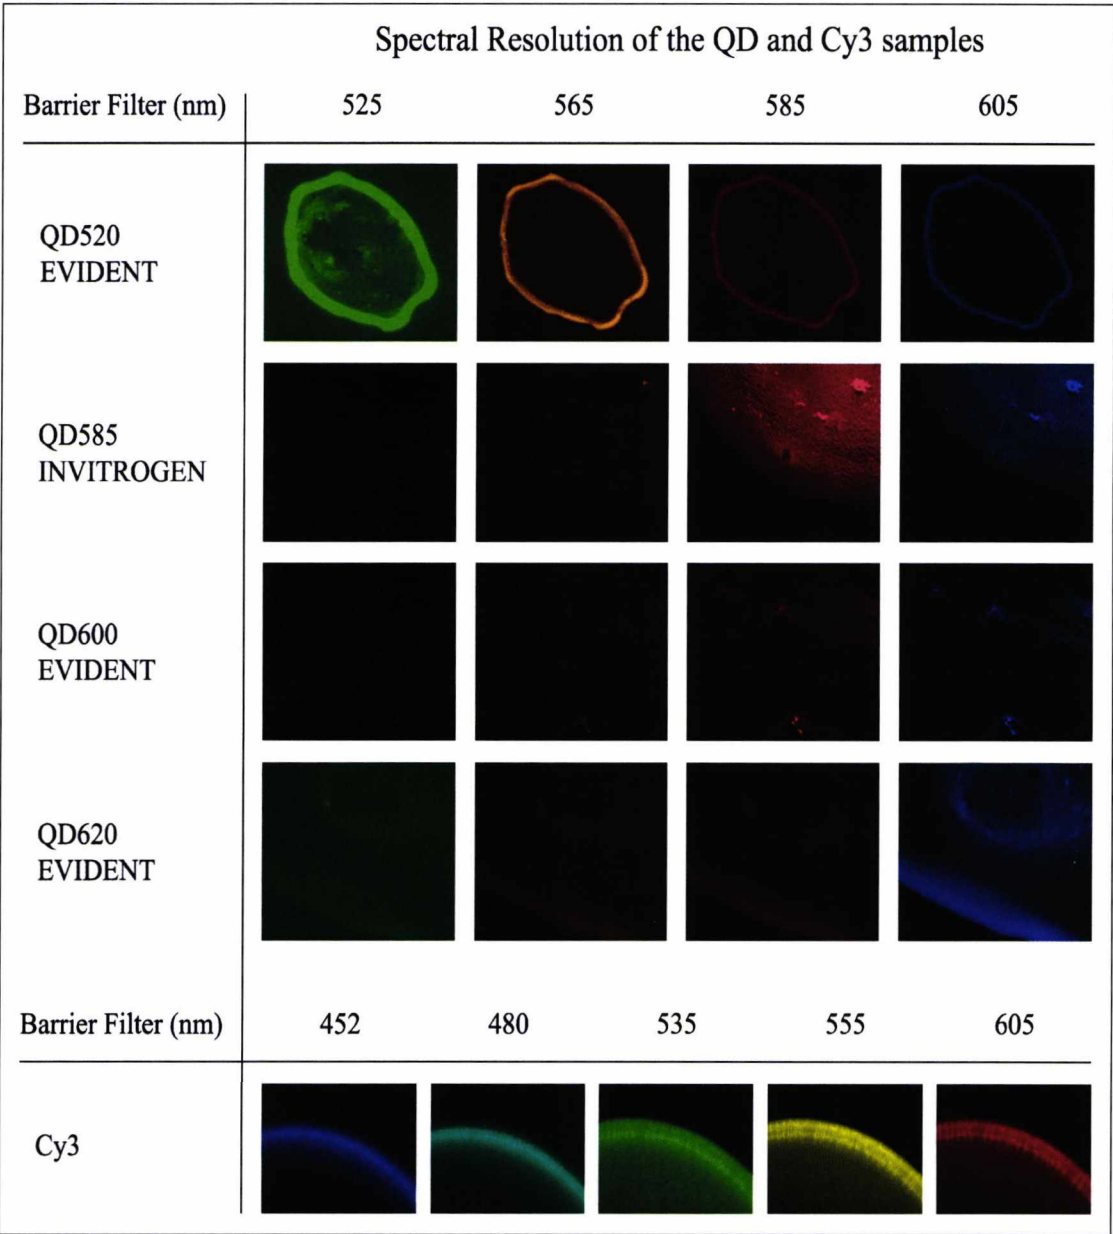 Spectral Resolution of the QD and Cy3 samples
Barrier Filter (nm) 525 565 585 605
QD520
EVIDENT
QD585
INVITROGEN
QD600
EVIDENT
QD620
EVIDENT
Barrier Filter (nm) 452 480 535 555 605
Cy3